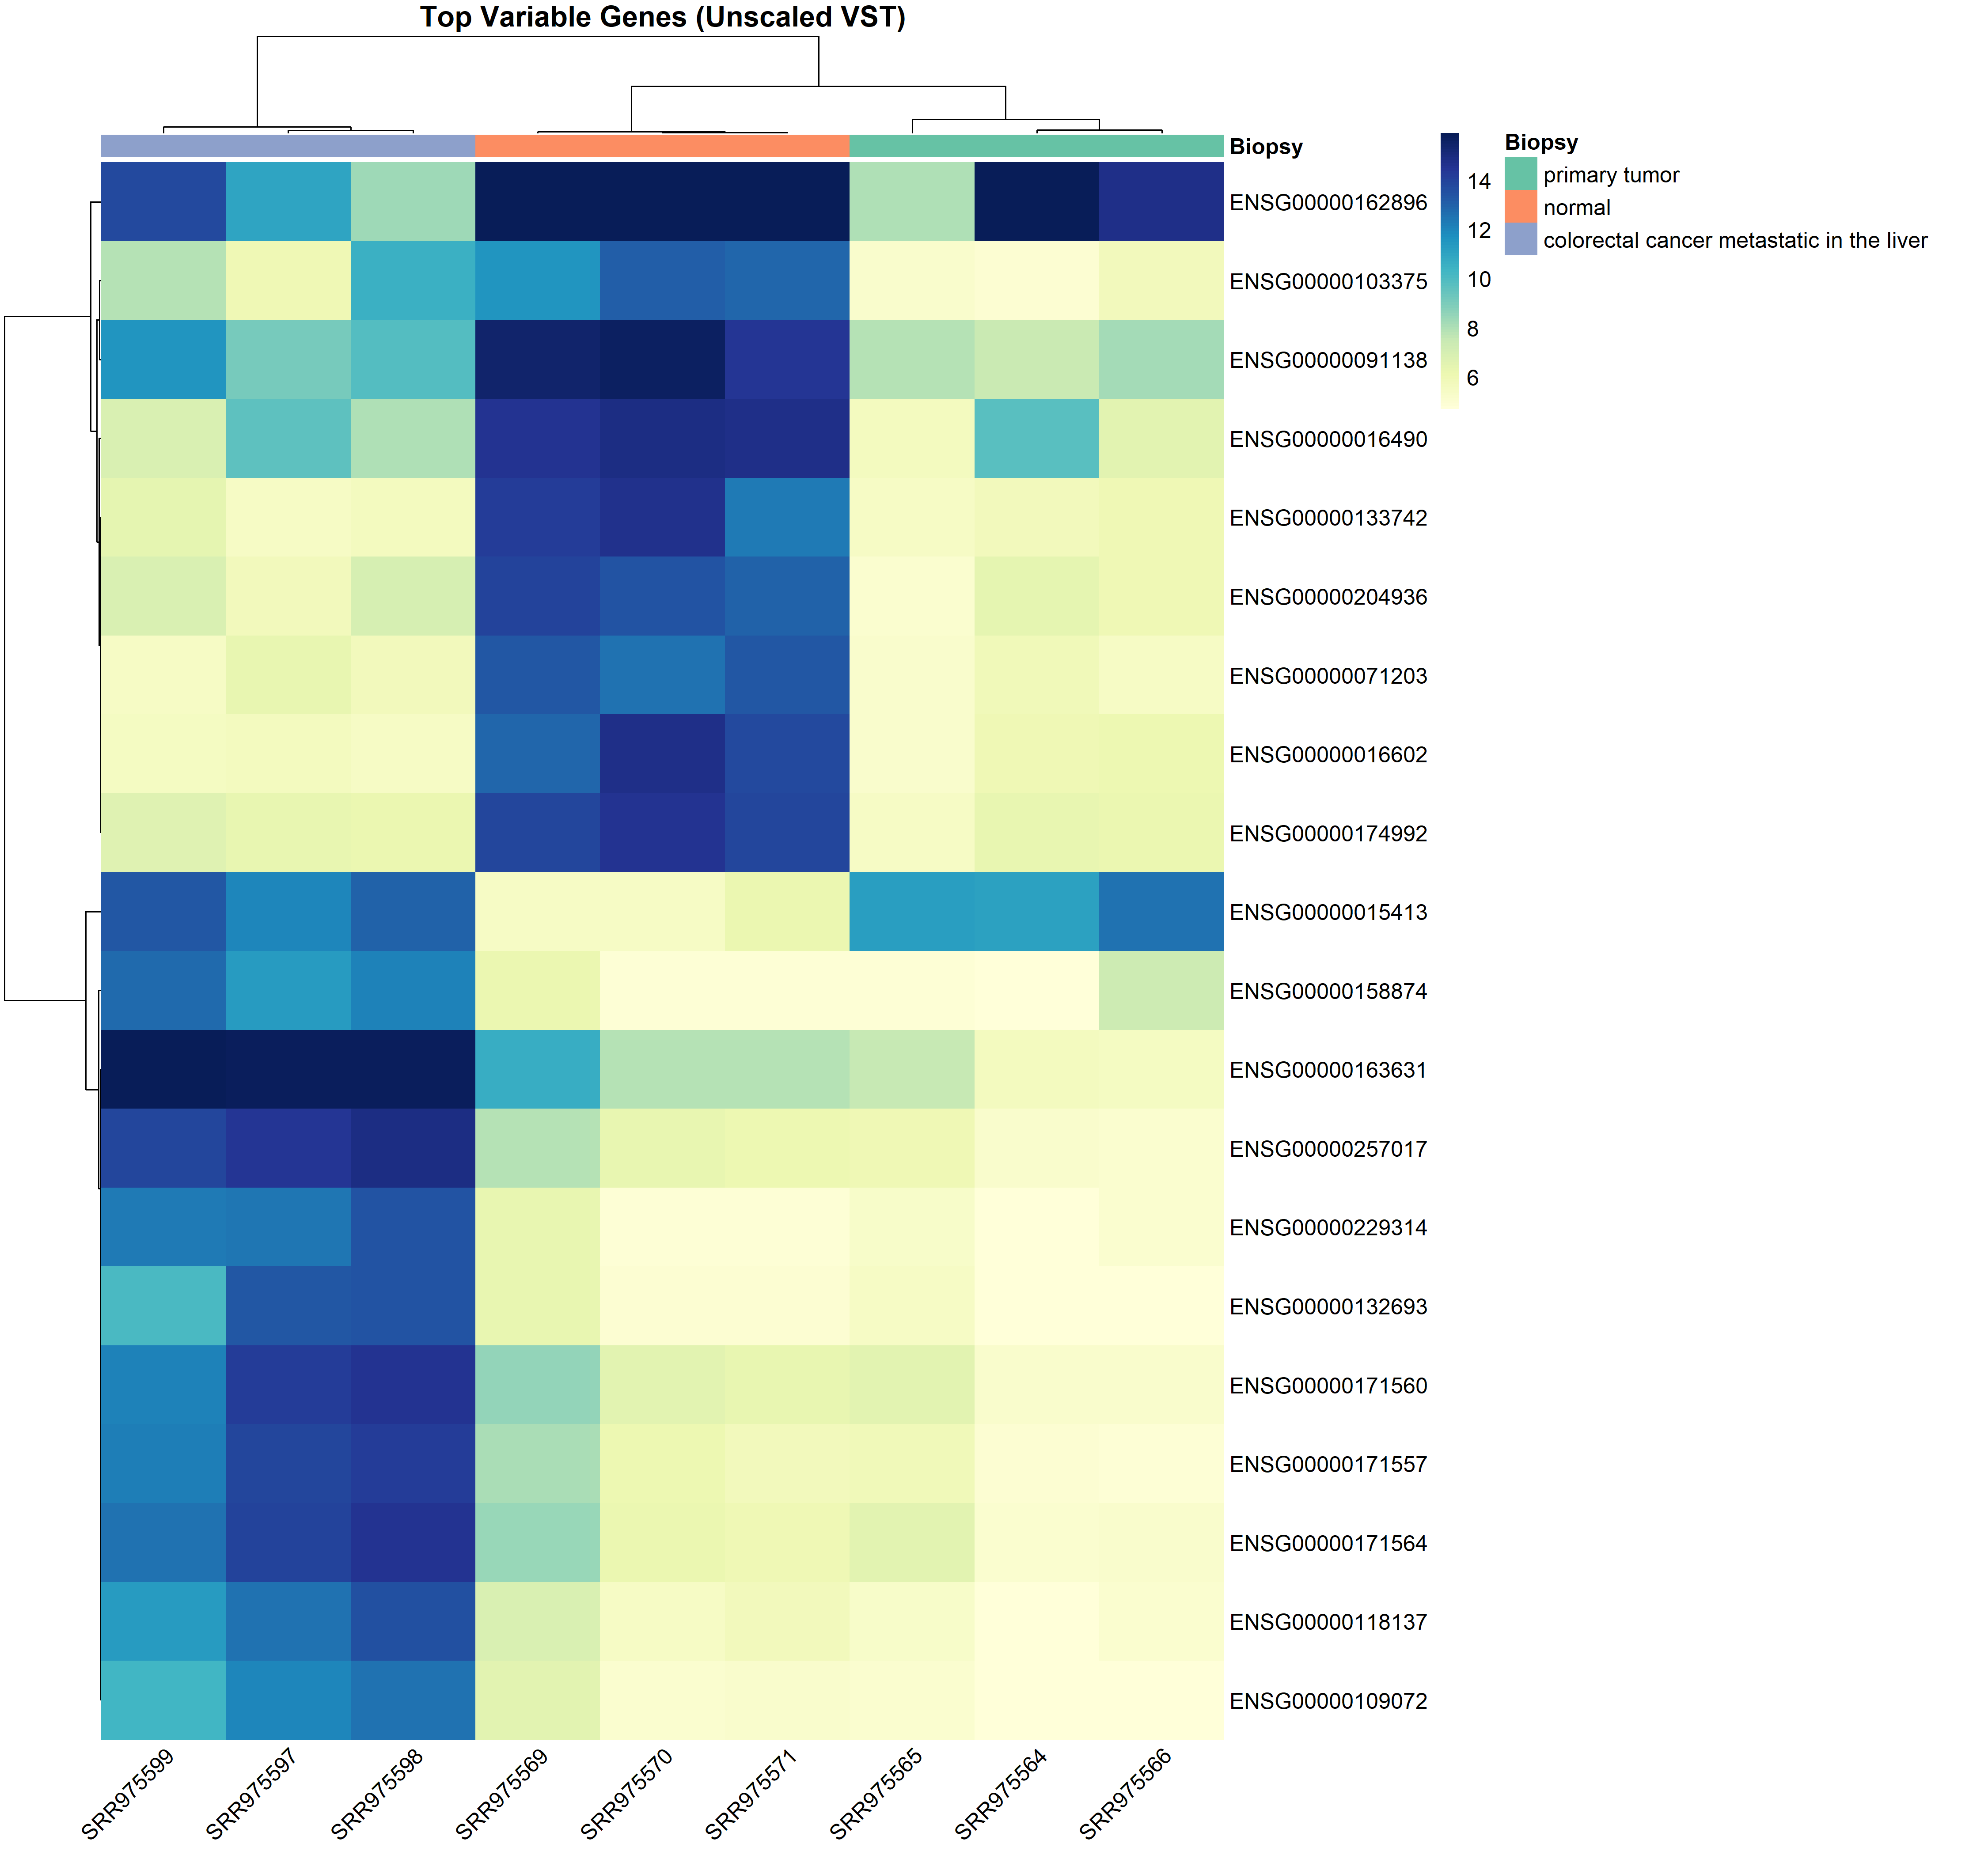 Top Variable Genes (Unscaled VST)
Biopsy
ENSG00000162896
ENSG00000103375
ENSG00000091138
ENSG00000016490
ENSG00000133742
ENSG00000204936
ENSG00000071203
ENSG00000016602
ENSG00000174992
ENSG00000015413
ENSG00000158874
ENSG00000163631
ENSG00000257017
ENSG00000229314
ENSG00000132693
ENSG00000171560
ENSG00000171557
ENSG00000171564
ENSG00000118137
ENSG00000109072
14
12
10
8
6
Biopsy
primary tumor
normal
colorectal cancer metastatic in the liver
SRR975599
SRR975597
SRR975598
SRR975569
SRR975570
SRR975571
SRR975565
SRR975564
SRR975566